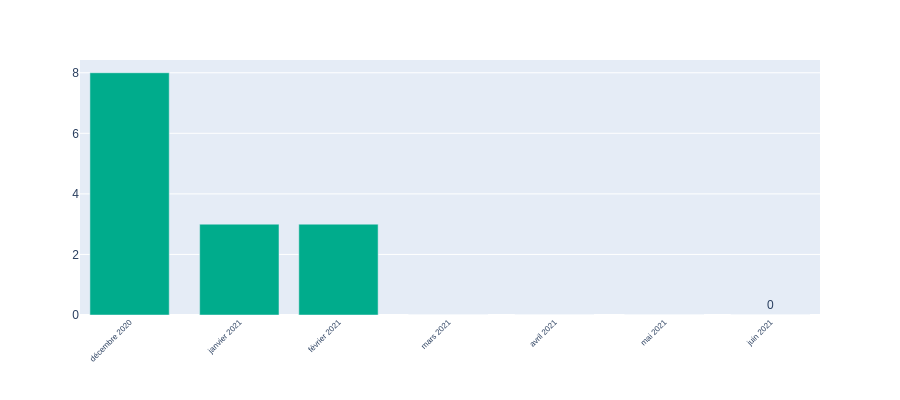 8
6
4
2
0
0
décembre 2020
janvier 2021
février 2021
mars 2021
avril 2021
mai 2021
juin 2021